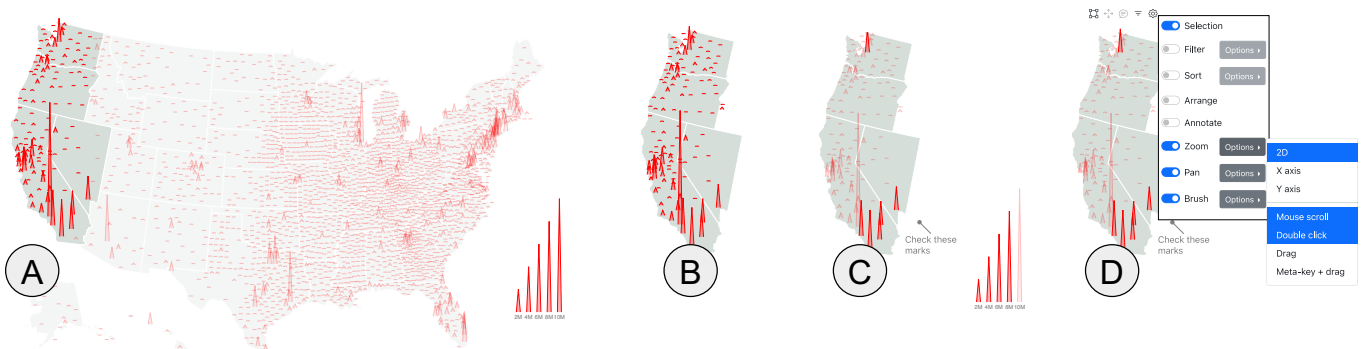 A
2M 4M 6M 8M 10M
B
Check these
marks
C
2M 4M 6M 8M 10M
Selection
Filter Options
Sort Options
Arrange
Annotate
Zoom Options
Pan Options
Brush Options
2D
X axis
Y axis
Mouse scroll
Double click
Drag
Meta-key + drag
Check these
marks
D